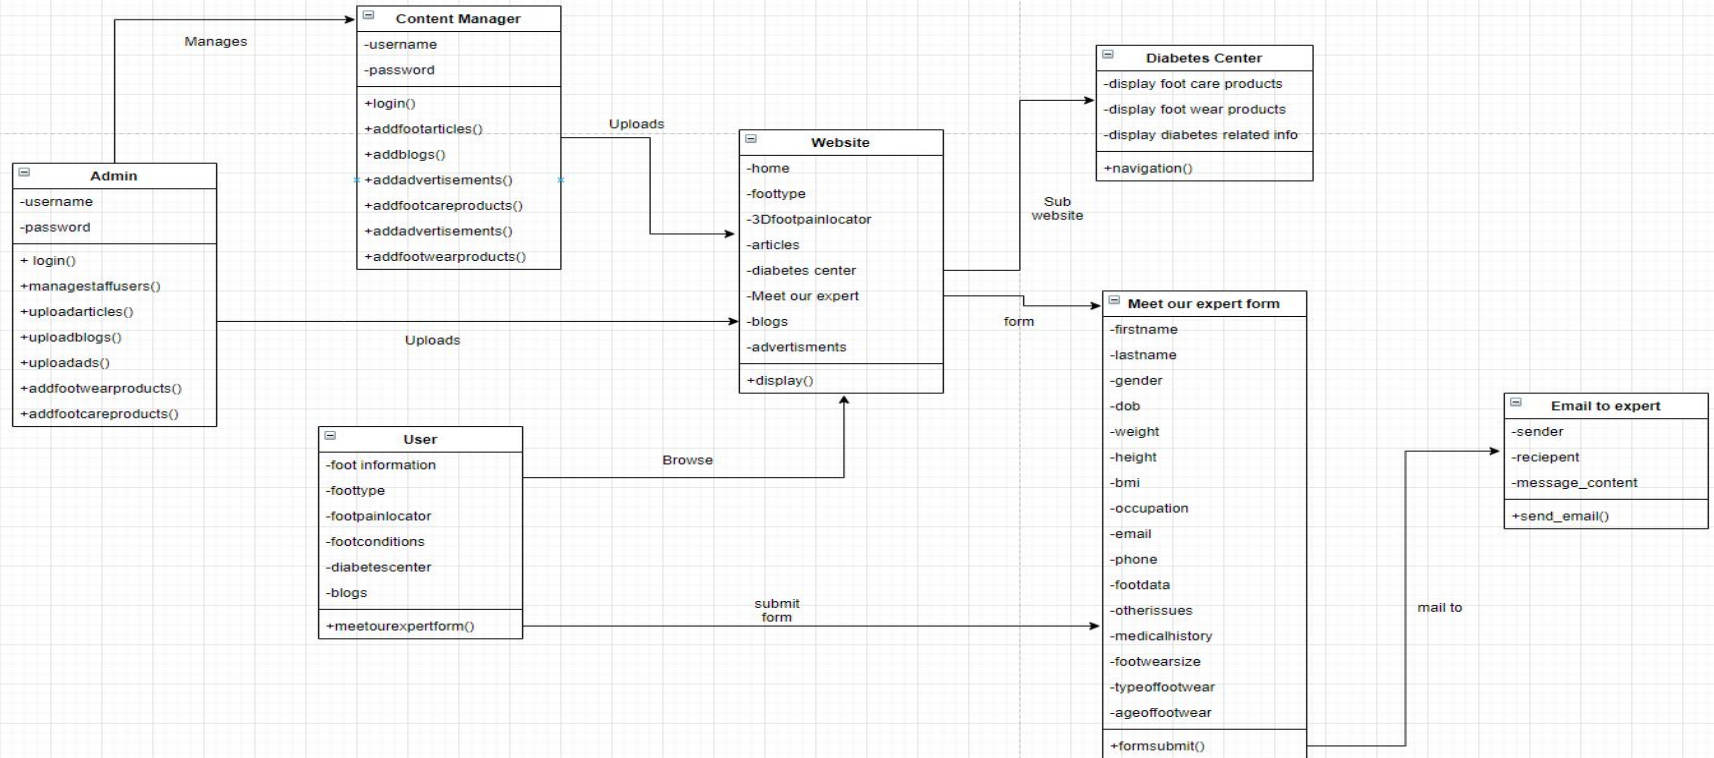 Manages
Content Manager
-username
-password
+login()
+addfootarticles()
+addblogs()
+addadvertisements()
+addfootcareproducts()
+addadvertisements()
+addfootwearproducts()
Uploads
Admin
-username
-password
+ login()
+managestaffusers()
+uploadarticles()
+uploadblogs()
+uploadads()
+addfootwearproducts()
+addfootcareproducts()
Uploads
Website
-home
-foottype
-3Dfootpainlocator
-articles
-diabetes center
-Meet our expert
-blogs
-advertisments
+display()
Sub
website
Diabetes Center
-display foot care products
-display foot wear products
-display diabetes related info
+navigation()
form
Meet our expert form
-firstname
-lastname
-gender
-dob
-weight
-height
-bmi
-occupation
-email
-phone
-footdata
-otherissues
-medicalhistory
-footwearsize
-typeoffootwear
-ageoffootwear
+formsubmit()
User
-foot information
-foottype
-footpainlocator
-footconditions
-diabetescenter
-blogs
+meetourexpertform()
Browse
submit
form
mail to
Email to expert
-sender
-reciepent
-message_content
+send_email()